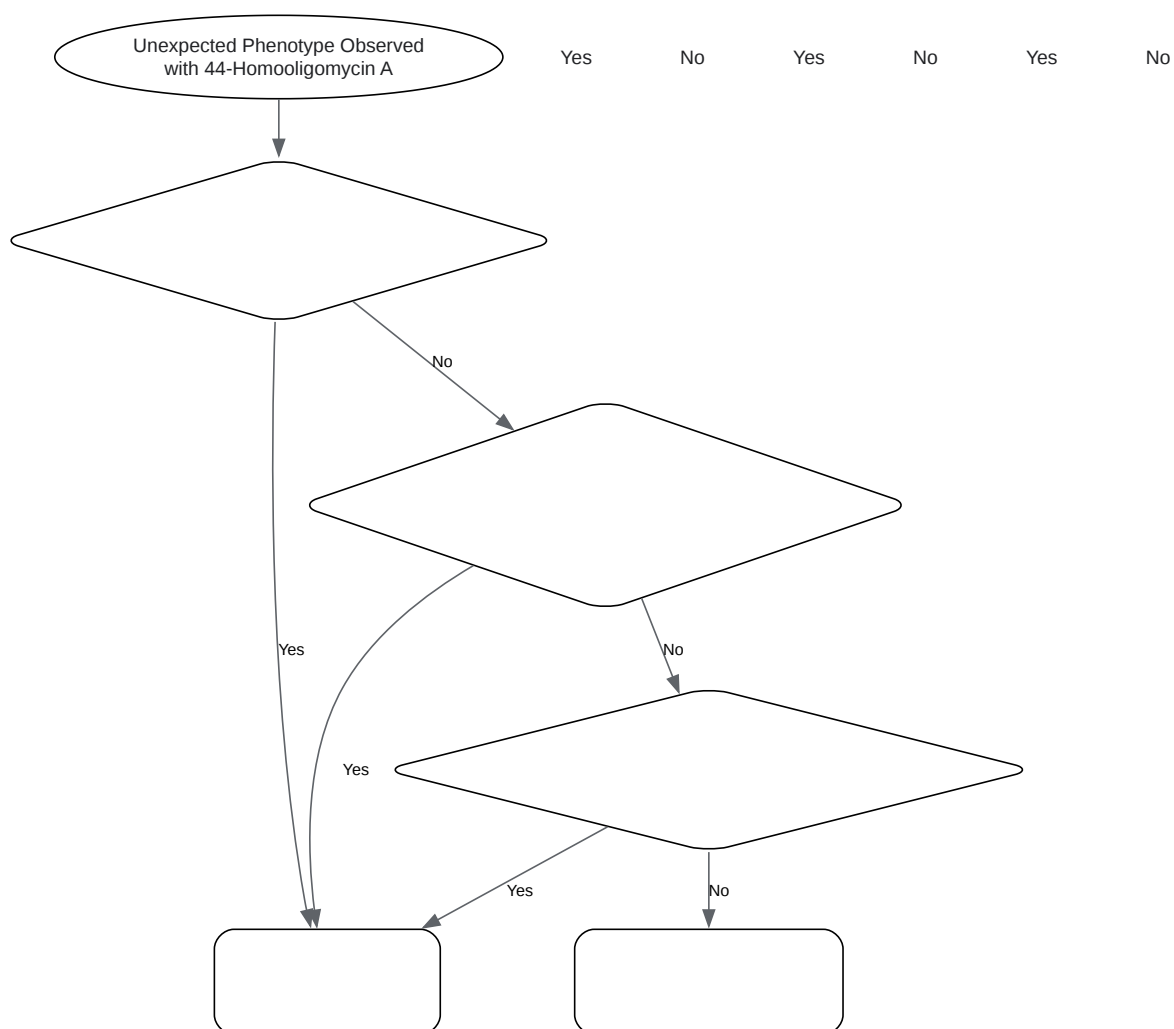 Unexpected Phenotype Observed
with 44-Homooligomycin A
Yes
No
Yes
No
Yes
No
No
Yes
No
Yes
Yes
No